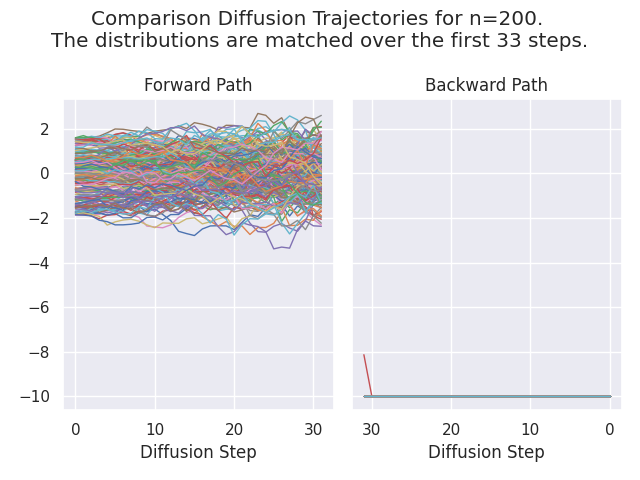 Comparison Diffusion Trajectories for n=200.
The distributions are matched over the first 33 steps.
Forward Path
Backward Path
2
0
−2
−4
−6
−8
−10
0 10 20 30
30 20 10 0
Diffusion Step
Diffusion Step